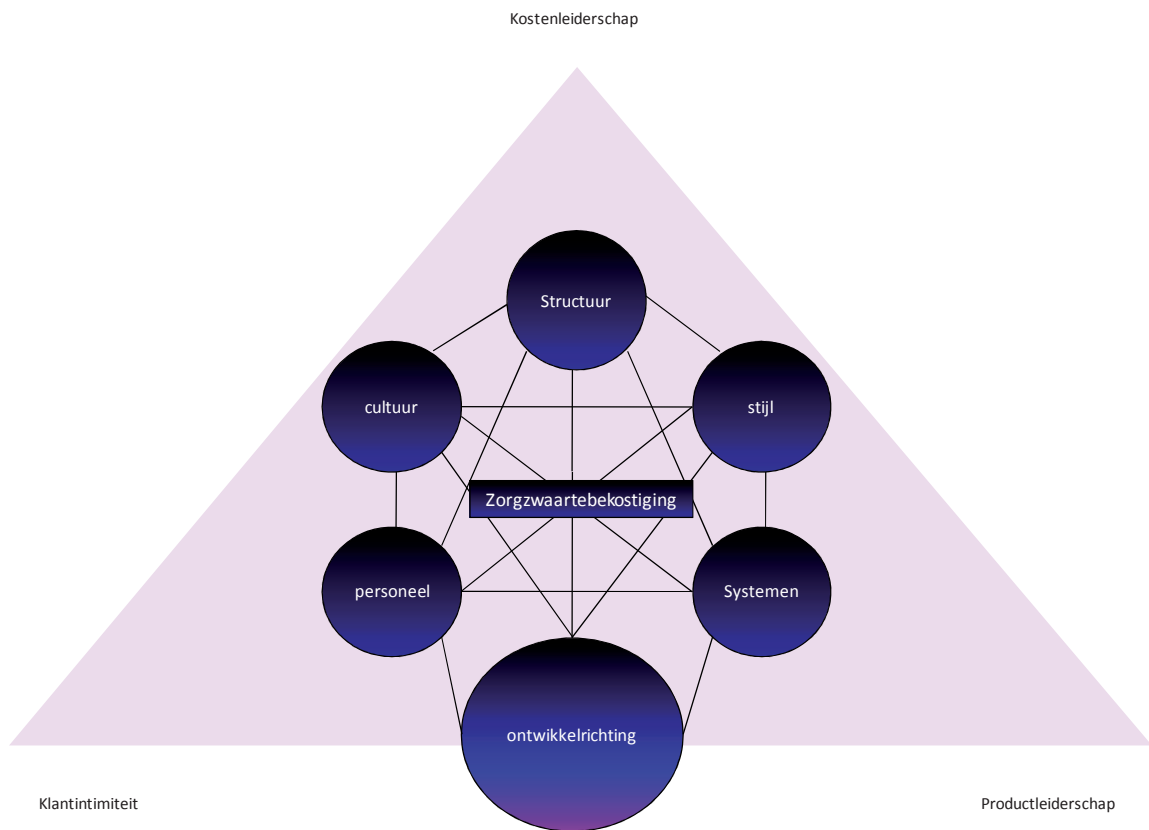 Kostenleiderschap
Structuur
cultuur
stijl
Zorgzwaartebekostiging
personeel
Systemen
ontwikkelrichting
Klantintimiteit
Productleiderschap